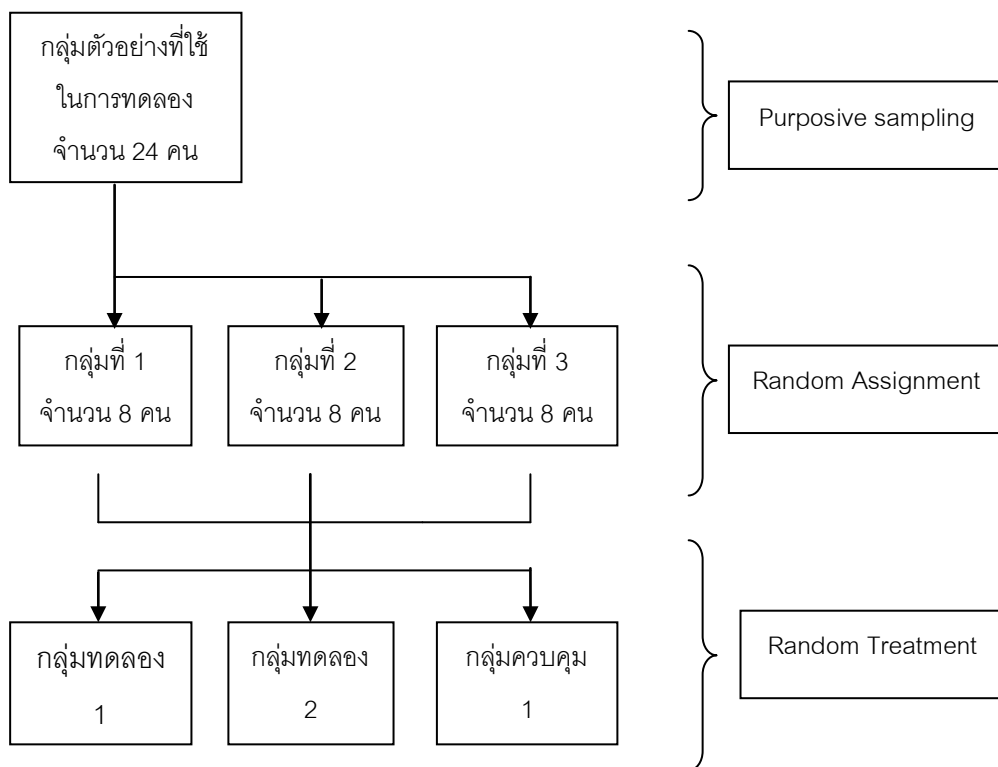 กลุ่มตัวอย่างที่ใช้
ในการทดลอง
จำนวน 24 คน
Purposive sampling
กลุ่มที่ 1
จำนวน 8 คน
กลุ่มที่ 2
จำนวน 8 คน
กลุ่มที่ 3
จำนวน 8 คน
Random Assignment
กลุ่มทดลอง
1
กลุ่มทดลอง
2
กลุ่มควบคุม
1
Random Treatment